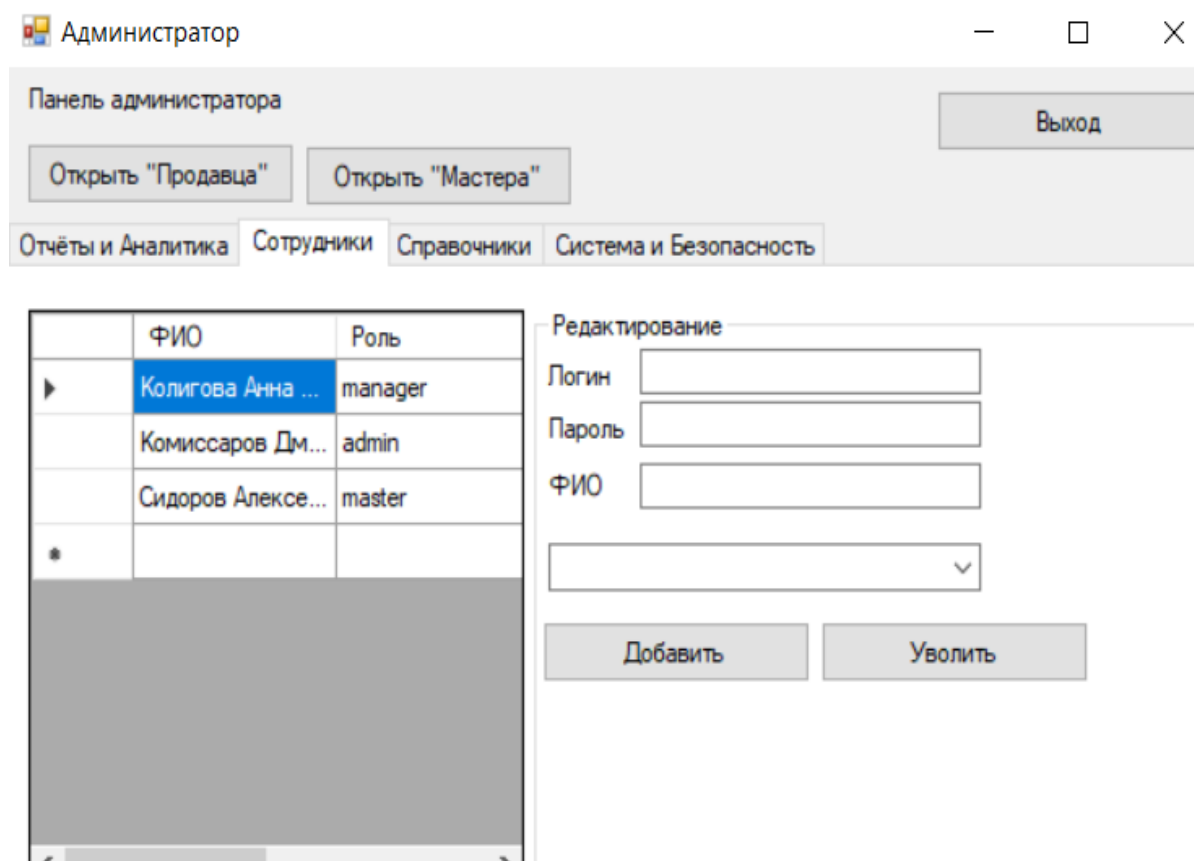 Администратор
Панель администратора
Выход
Открыть "Продавца" Открыть "Мастера"
Отчёты и Аналитика Сотрудники Справочники Система и Безопасность
ФИО Роль
Колигова Анна ... manager
Комиссаров Дм... admin
Сидоров Алексе... master
Редактирование
Логин
Пароль
ФИО
Добавить Уволить